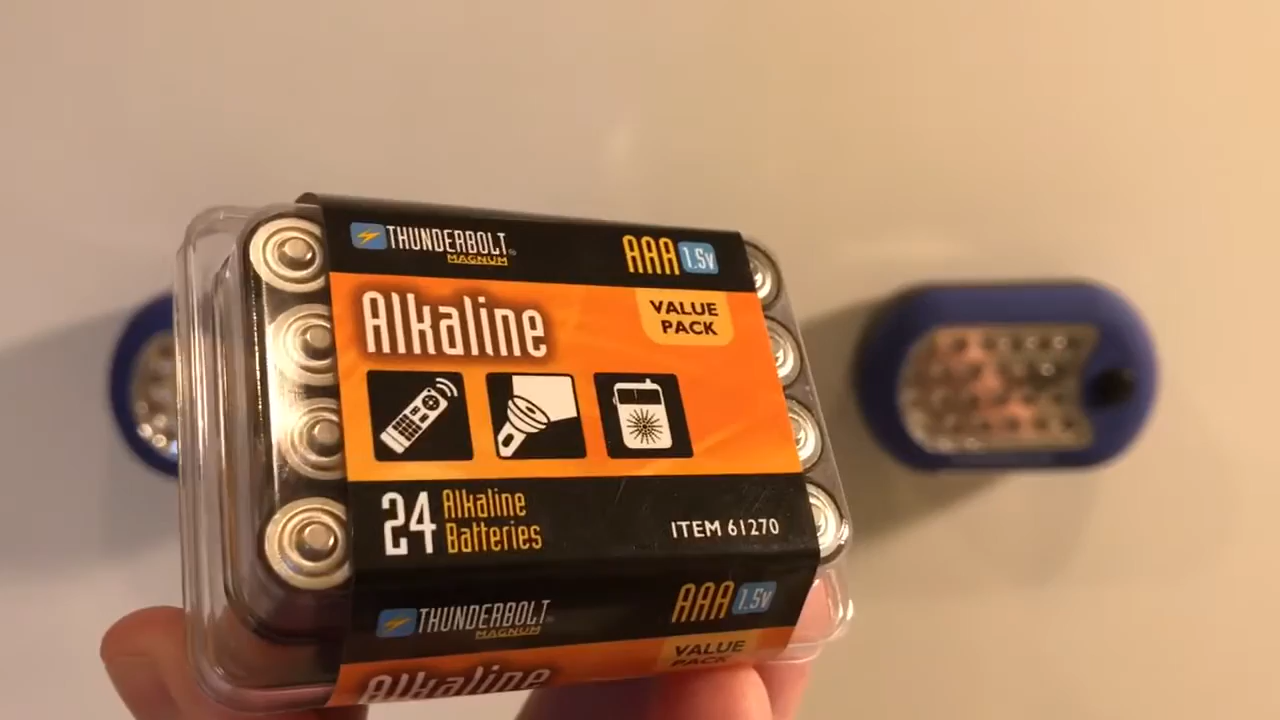 THUNDERBOLT®
MAGNUM
AAA 1.5v
Alkaline
VALUE
PACK
24 Alkaline
Batteries
ITEM 61270
THUNDERBOLT®
MAGNUM
AAA 1.5v
VALUE
PACK
Alkaline